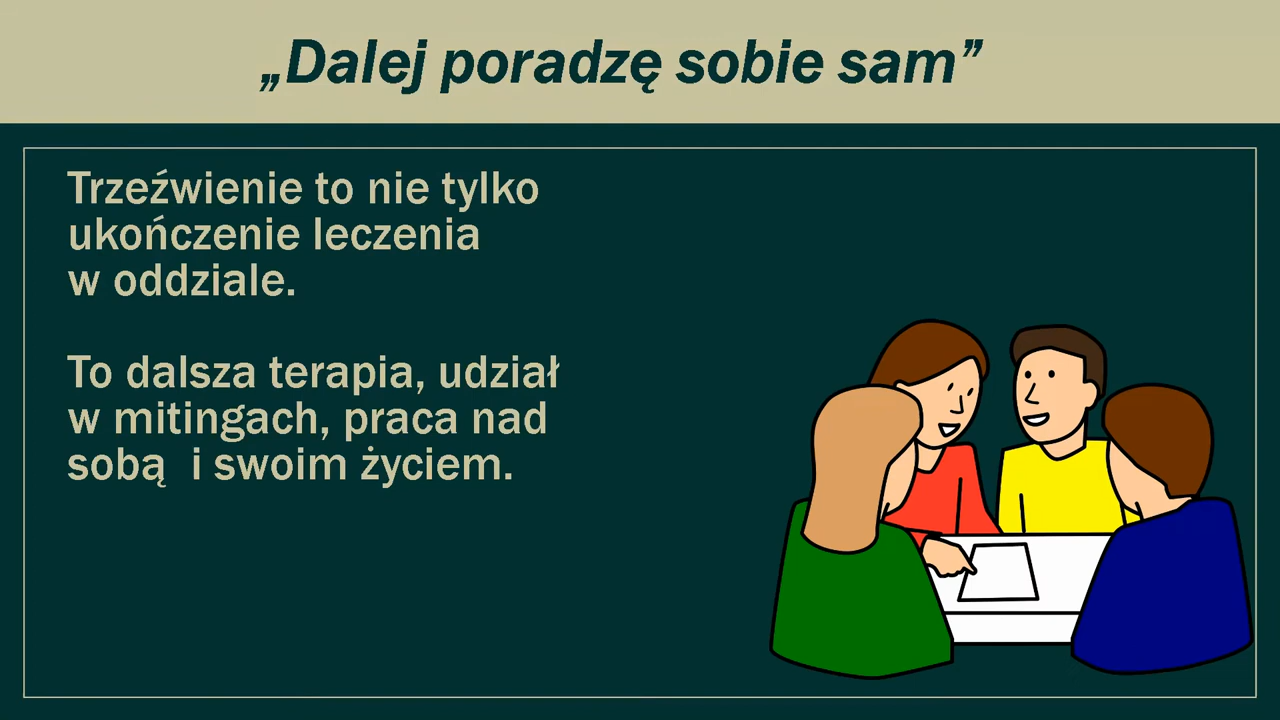 „Dalej poradzę sobie sam”
Trzeźwienie to nie tylko
ukończenie leczenia
w oddziale.
To dalsza terapia, udział
w mitingach, praca nad
sobą  i swoim życiem.